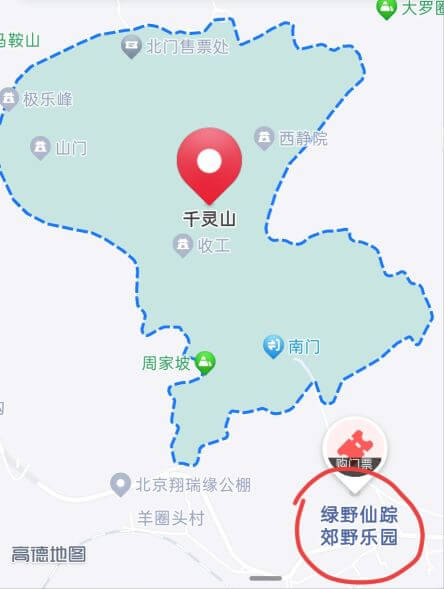 大罗圈
马鞍山
北门售票处
极乐峰
山门
西静院
千灵山
收工
南门
周家坡
购门票
北京翔瑞缘公棚
绿野仙踪
郊野乐园
羊圈头村
高德地图